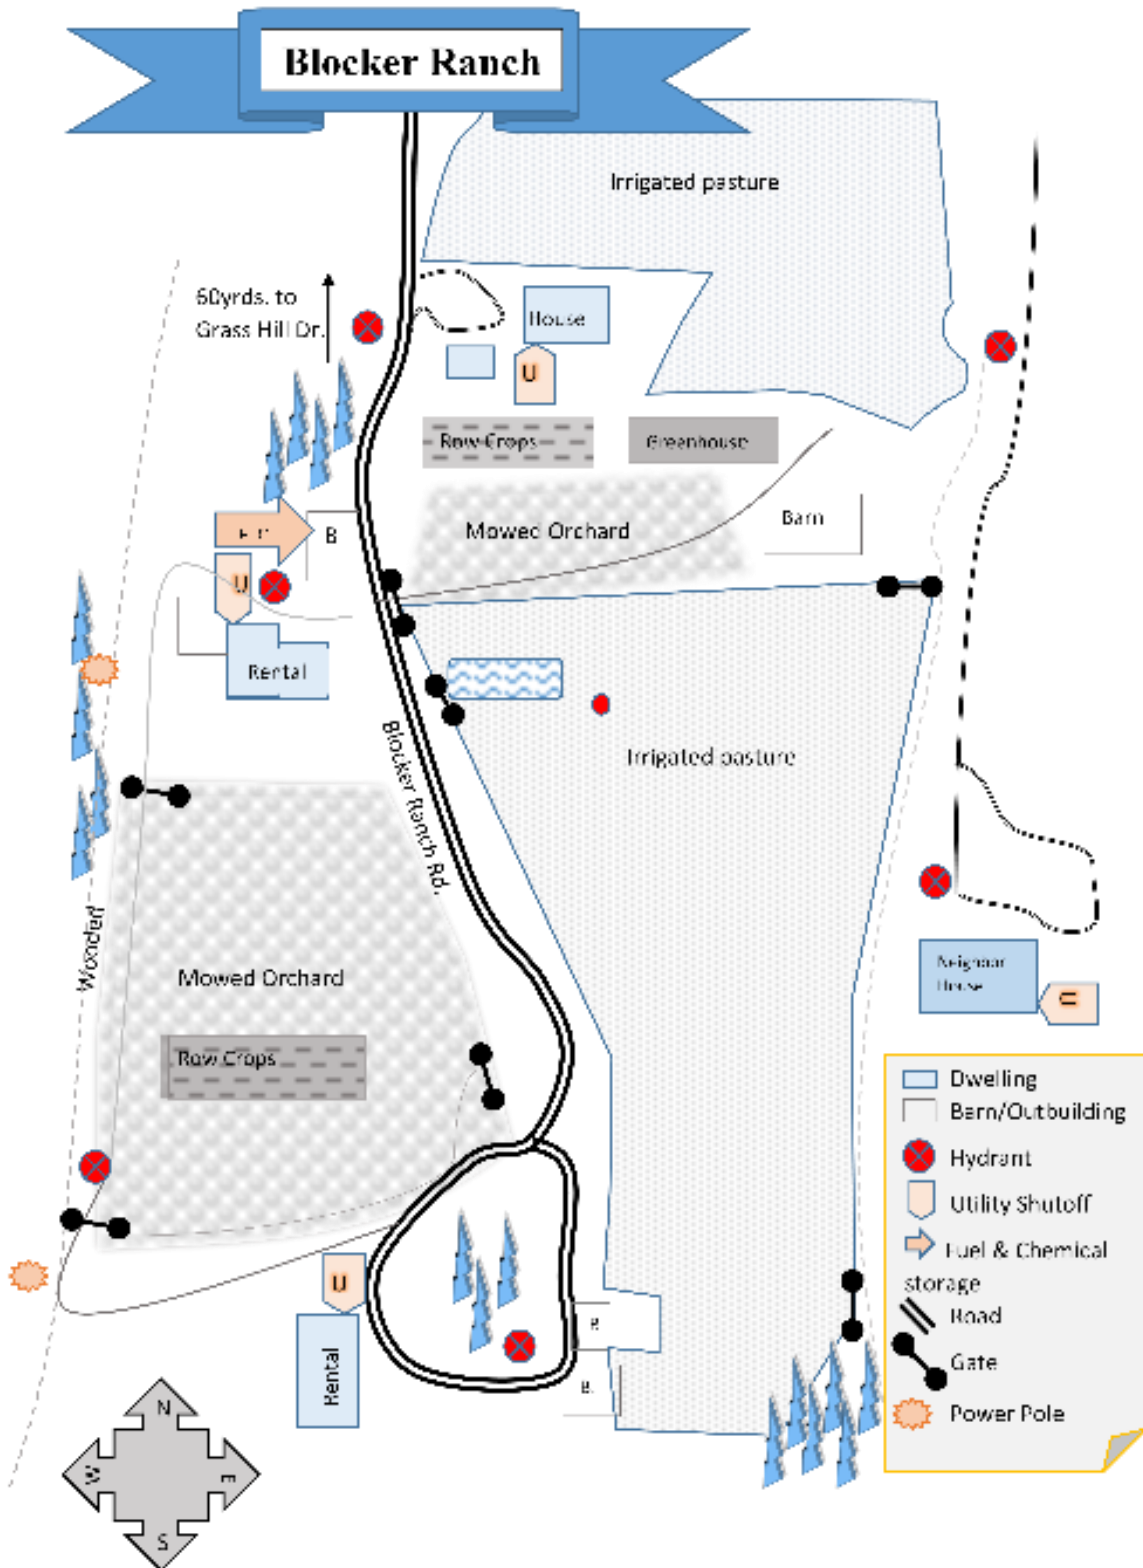 Blocker Ranch
Irrigated pasture
60yrds. to
Grass Hill Dr.
House
U
Row Crops
Greenhouse
Mowed Orchard
Barn
B
U
Rental
Irrigated pasture
Blocker Ranch Rd.
Wooded
Mowed Orchard
Row Crops
Neighbor
House
U
U
Rental
B
B.
N
W
E
S
Dwelling
Barn/Outbuilding
Hydrant
Utility Shutoff
Fuel & Chemical
storage
Road
Gate
Power Pole